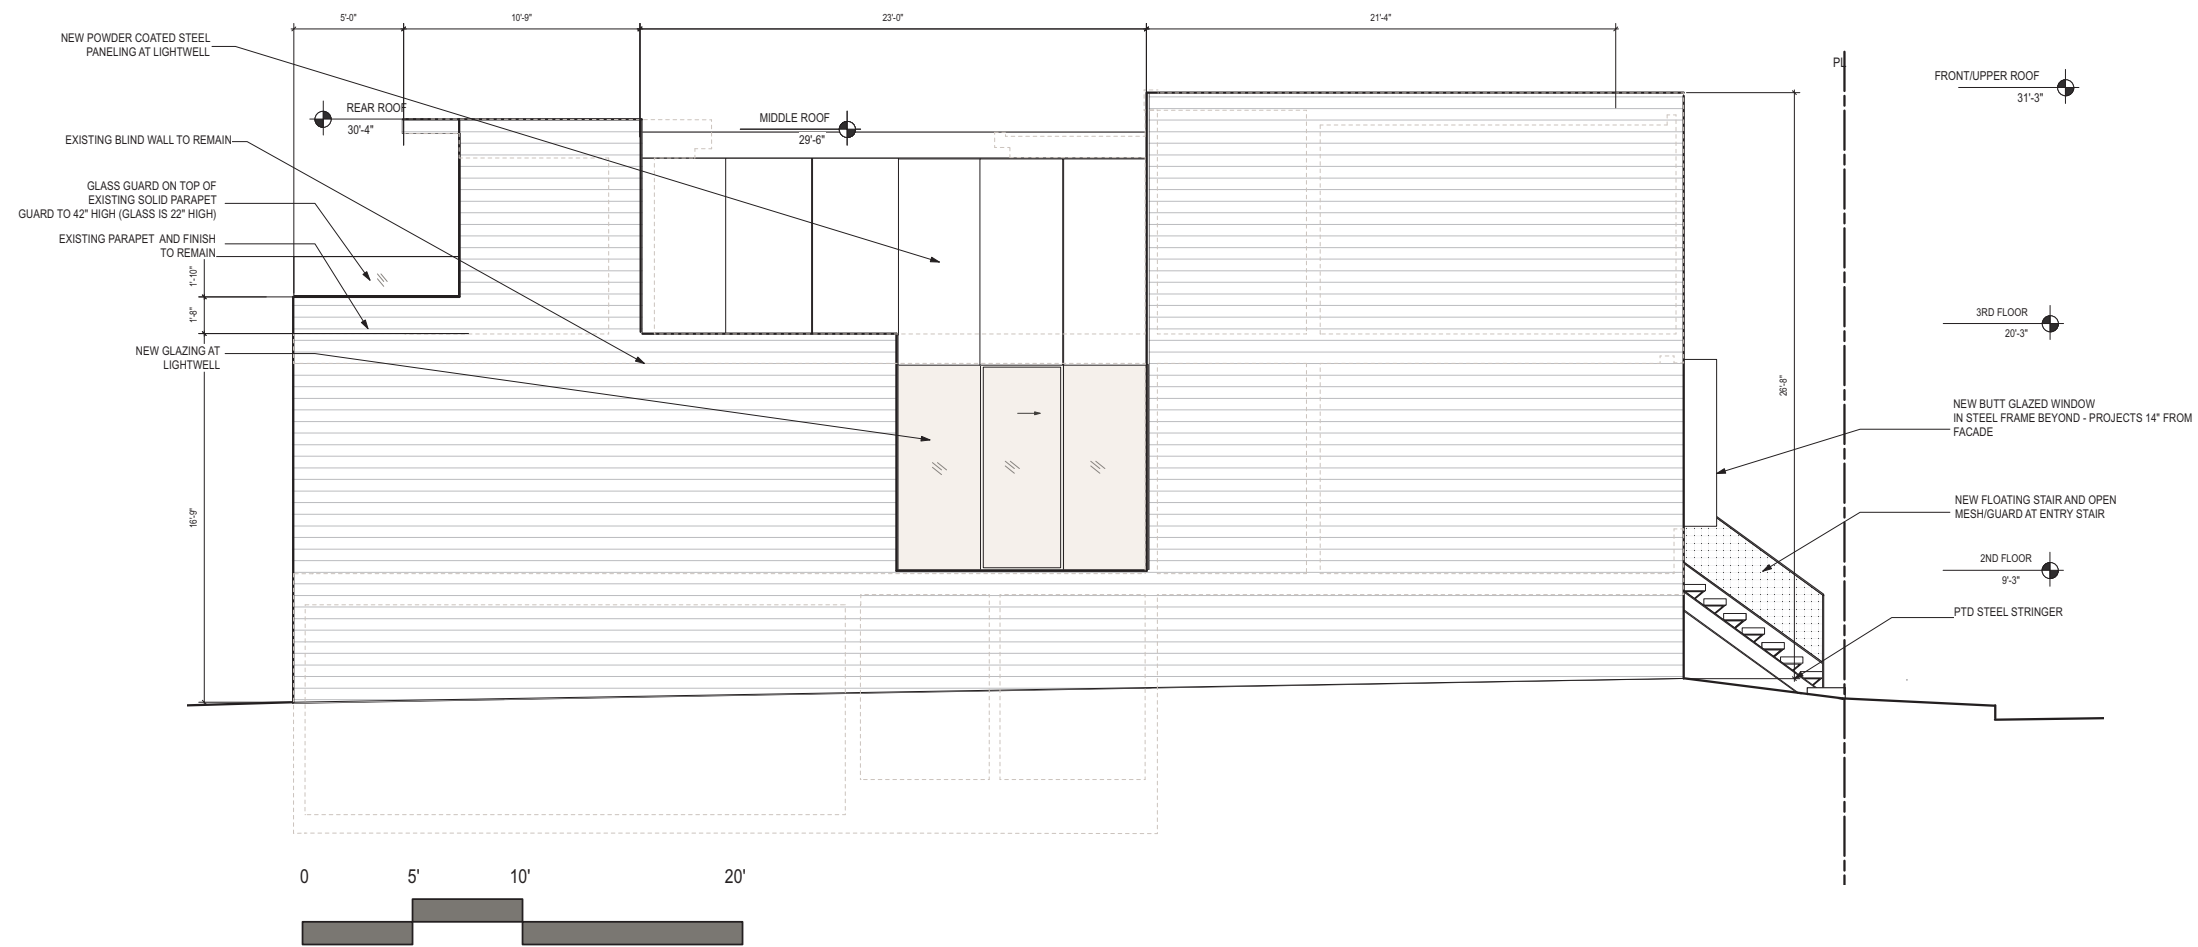 5'-0"
10'-9"
23'-0"
21'-4"
NEW POWDER COATED STEEL
PANELING AT LIGHTWELL
PL
FRONT/UPPER ROOF
31'-3"
REAR ROOF
30'-4"
MIDDLE ROOF
29'-6"
EXISTING BLIND WALL TO REMAIN
GLASS GUARD ON TOP OF
EXISTING SOLID PARAPET
GUARD TO 42" HIGH (GLASS IS 22" HIGH)
EXISTING PARAPET AND FINISH
TO REMAIN
1'-10"
1'-8"
NEW GLAZING AT
LIGHTWELL
16'-9"
3RD FLOOR
20'-3"
26'-8"
NEW BUTT GLAZED WINDOW
IN STEEL FRAME BEYOND - PROJECTS 14" FROM
FACADE
NEW FLOATING STAIR AND OPEN
MESH/GUARD AT ENTRY STAIR
2ND FLOOR
9'-3"
PTD STEEL STRINGER
0 5' 10' 20'